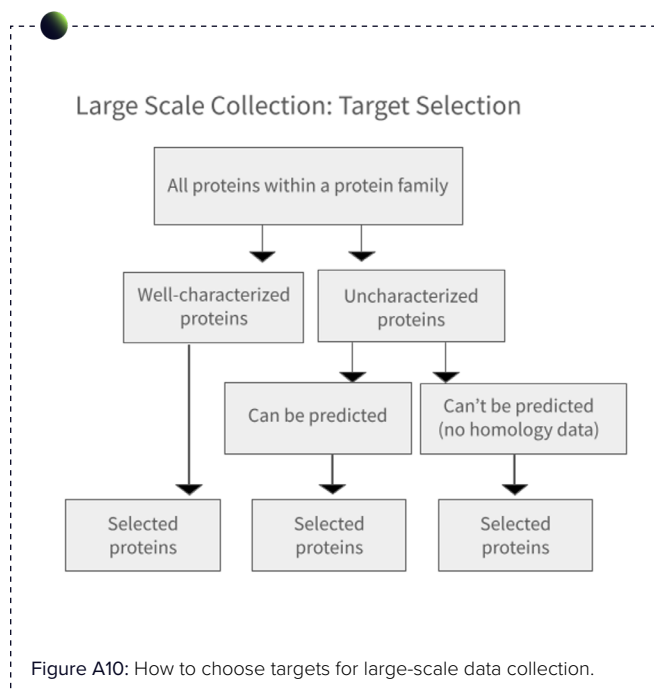 Large Scale Collection: Target Selection
All proteins within a protein family
Well-characterized
proteins
Uncharacterized
proteins
Can be predicted
Can’t be predicted
(no homology data)
Selected
proteins
Selected
proteins
Selected
proteins
Figure A10: How to choose targets for large-scale data collection.